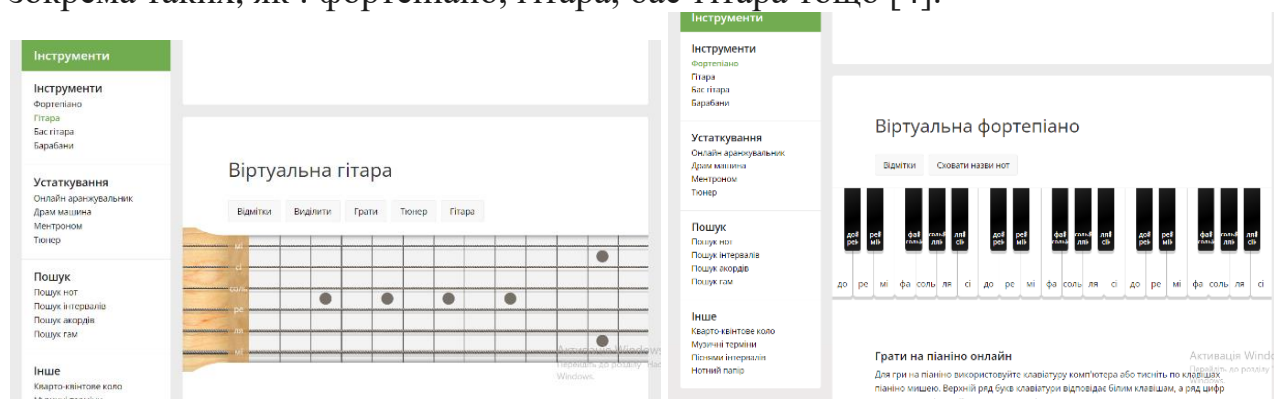 зокрема таких, як : фортепіано, гітара, бас-гітара тощо [4].
Інструменти
Інструменти
Фортепіано
Гітара
Бас гітара
Барабани
Устаткування
Онлайн аранжувальник
Драм машина
Ментроном
Тюнер
Пошук
Пошук нот
Пошук інтервалів
Пошук акордів
Пошук гам
Інше
Кварто-квінтове коло
Віртуальна гітара
Відмітки Виділити Грати Тюнер Гітара
мі
сі
соль
ре
ля
мі
Активация Windows
Windows.
Інструменти
Інструменти
Фортепіано
Гітара
Бас гітара
Барабани
Устаткування
Онлайн аранжувальник
Драм машина
Ментроном
Тюнер
Пошук
Пошук нот
Пошук інтервалів
Пошук акордів
Пошук гам
Інше
Кварто-квінтове коло
Музичні терміни
Піснями інтервалів
Нотний папір
Віртуальна фортепіано
Відмітки Сховати назви нот
до ре мі фа соль ля сі до ре мі фа соль ля сі до ре мі фа соль ля сі
Грати на піаніно онлайн
Для гри на піаніно використовуйте клавіатуру комп'ютера або тисніть по клавішах
піаніно мишею. Верхній ряд букв клавіатури відповідає білим клавішам, а ряд цифр